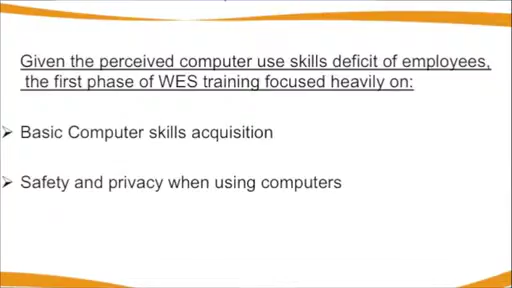 Given the perceived computer use skills deficit of employees,
the first phase of WES training focused heavily on:
➢ Basic Computer skills acquisition
➢ Safety and privacy when using computers